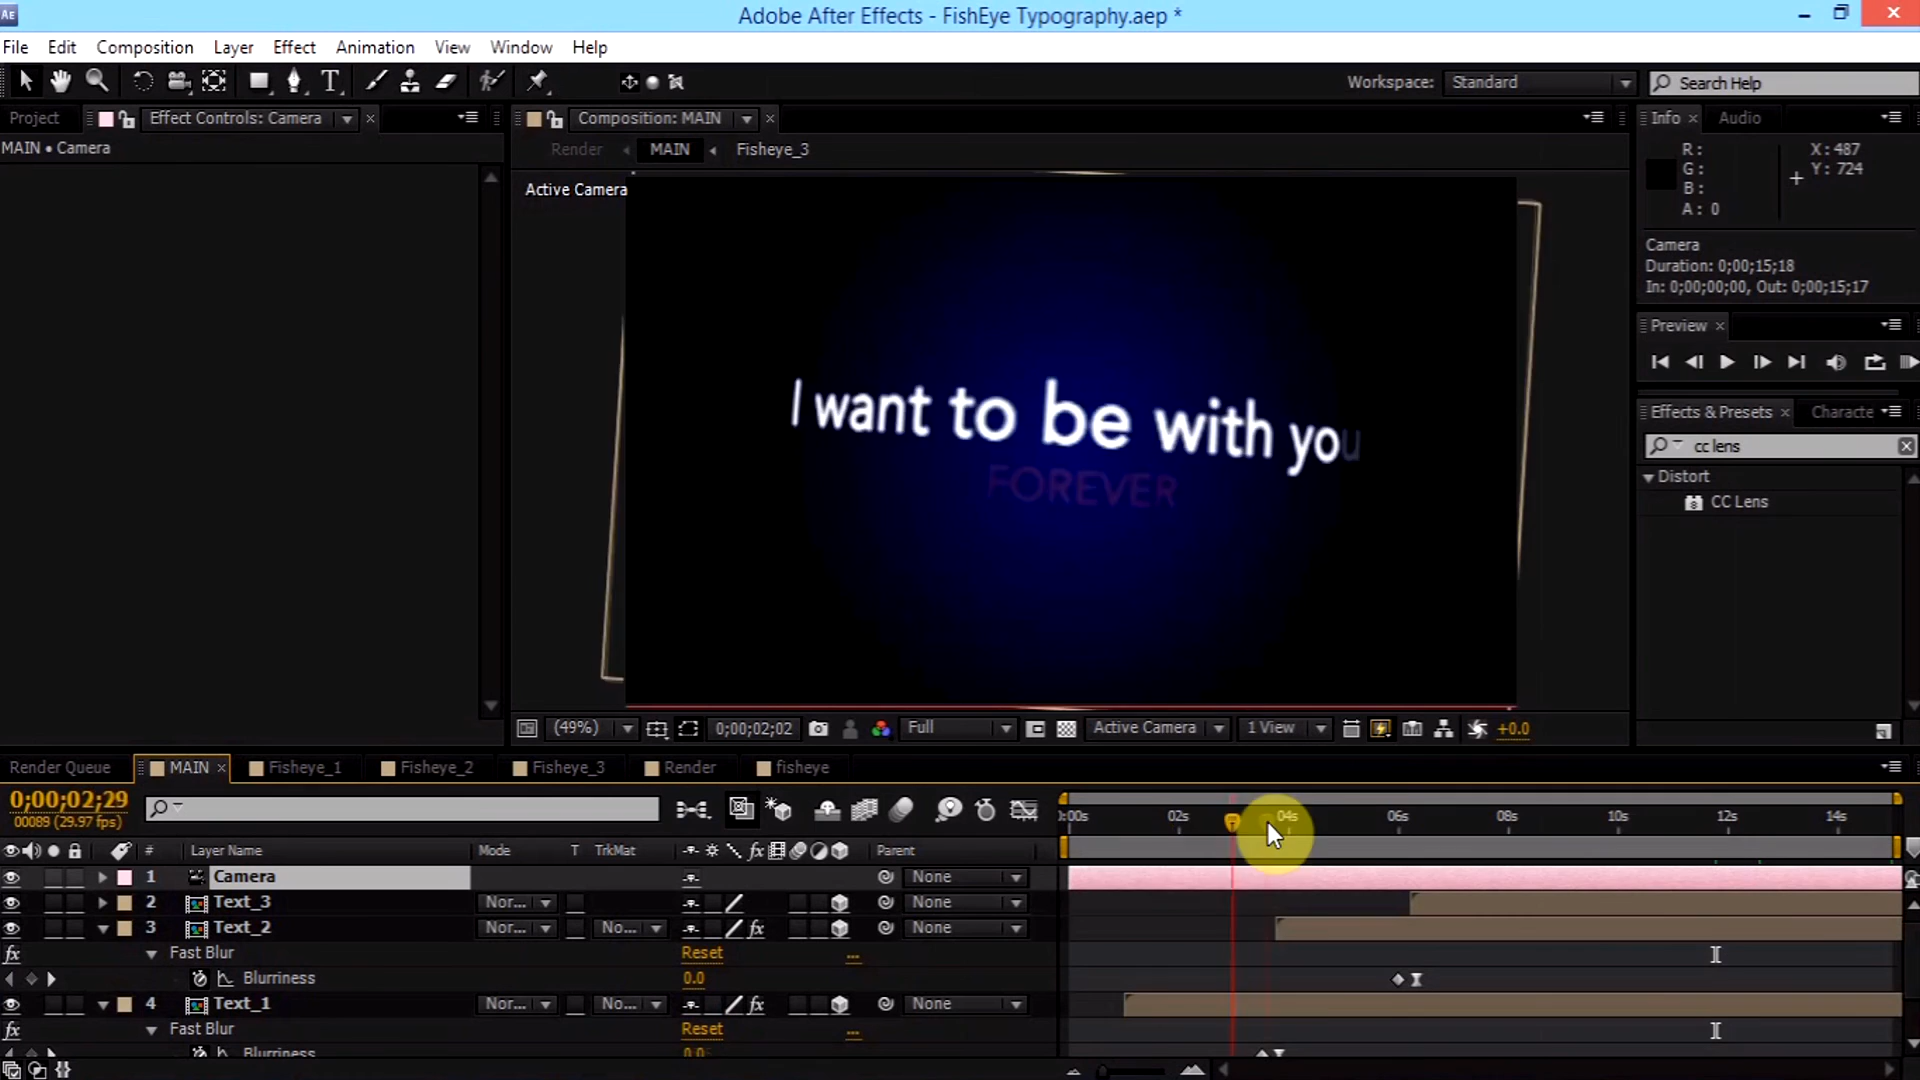 Adobe After Effects - FishEye Typography.aep *
File Edit Composition Layer Effect Animation View Window Help
Workspace: Standard Search Help
Project Effect Controls: Camera Composition: MAIN Info Audio
MAIN • Camera
Render MAIN Fisheye_3
R: X: 487
G: Y: 724
B:
A: 0
Active Camera
Camera
Duration: 0;00;15;18
In: 0;00;00;00, Out: 0;00;15;17
Preview
I want to be with you
FOREVER
Effects & Presets Characte
cc lens
Distort
CC Lens
(49%) 0;00;02;02 Full Active Camera 1 View +0.0
Render Queue MAIN Fisheye_1 Fisheye_2 Fisheye_3 Render fisheye
0;00;02;29
00089 (29.97 fps)
:00s 02s 04s 06s 08s 10s 12s 14s
# Layer Name Mode T TrkMat fx Parent
1 Camera None
2 Text_3 Nor... None
3 Text_2 Nor... No... fx None
fx Fast Blur Reset ...
Blurriness 0.0
4 Text_1 Nor... No... fx None
fx Fast Blur Reset ...
Blurriness 0.0